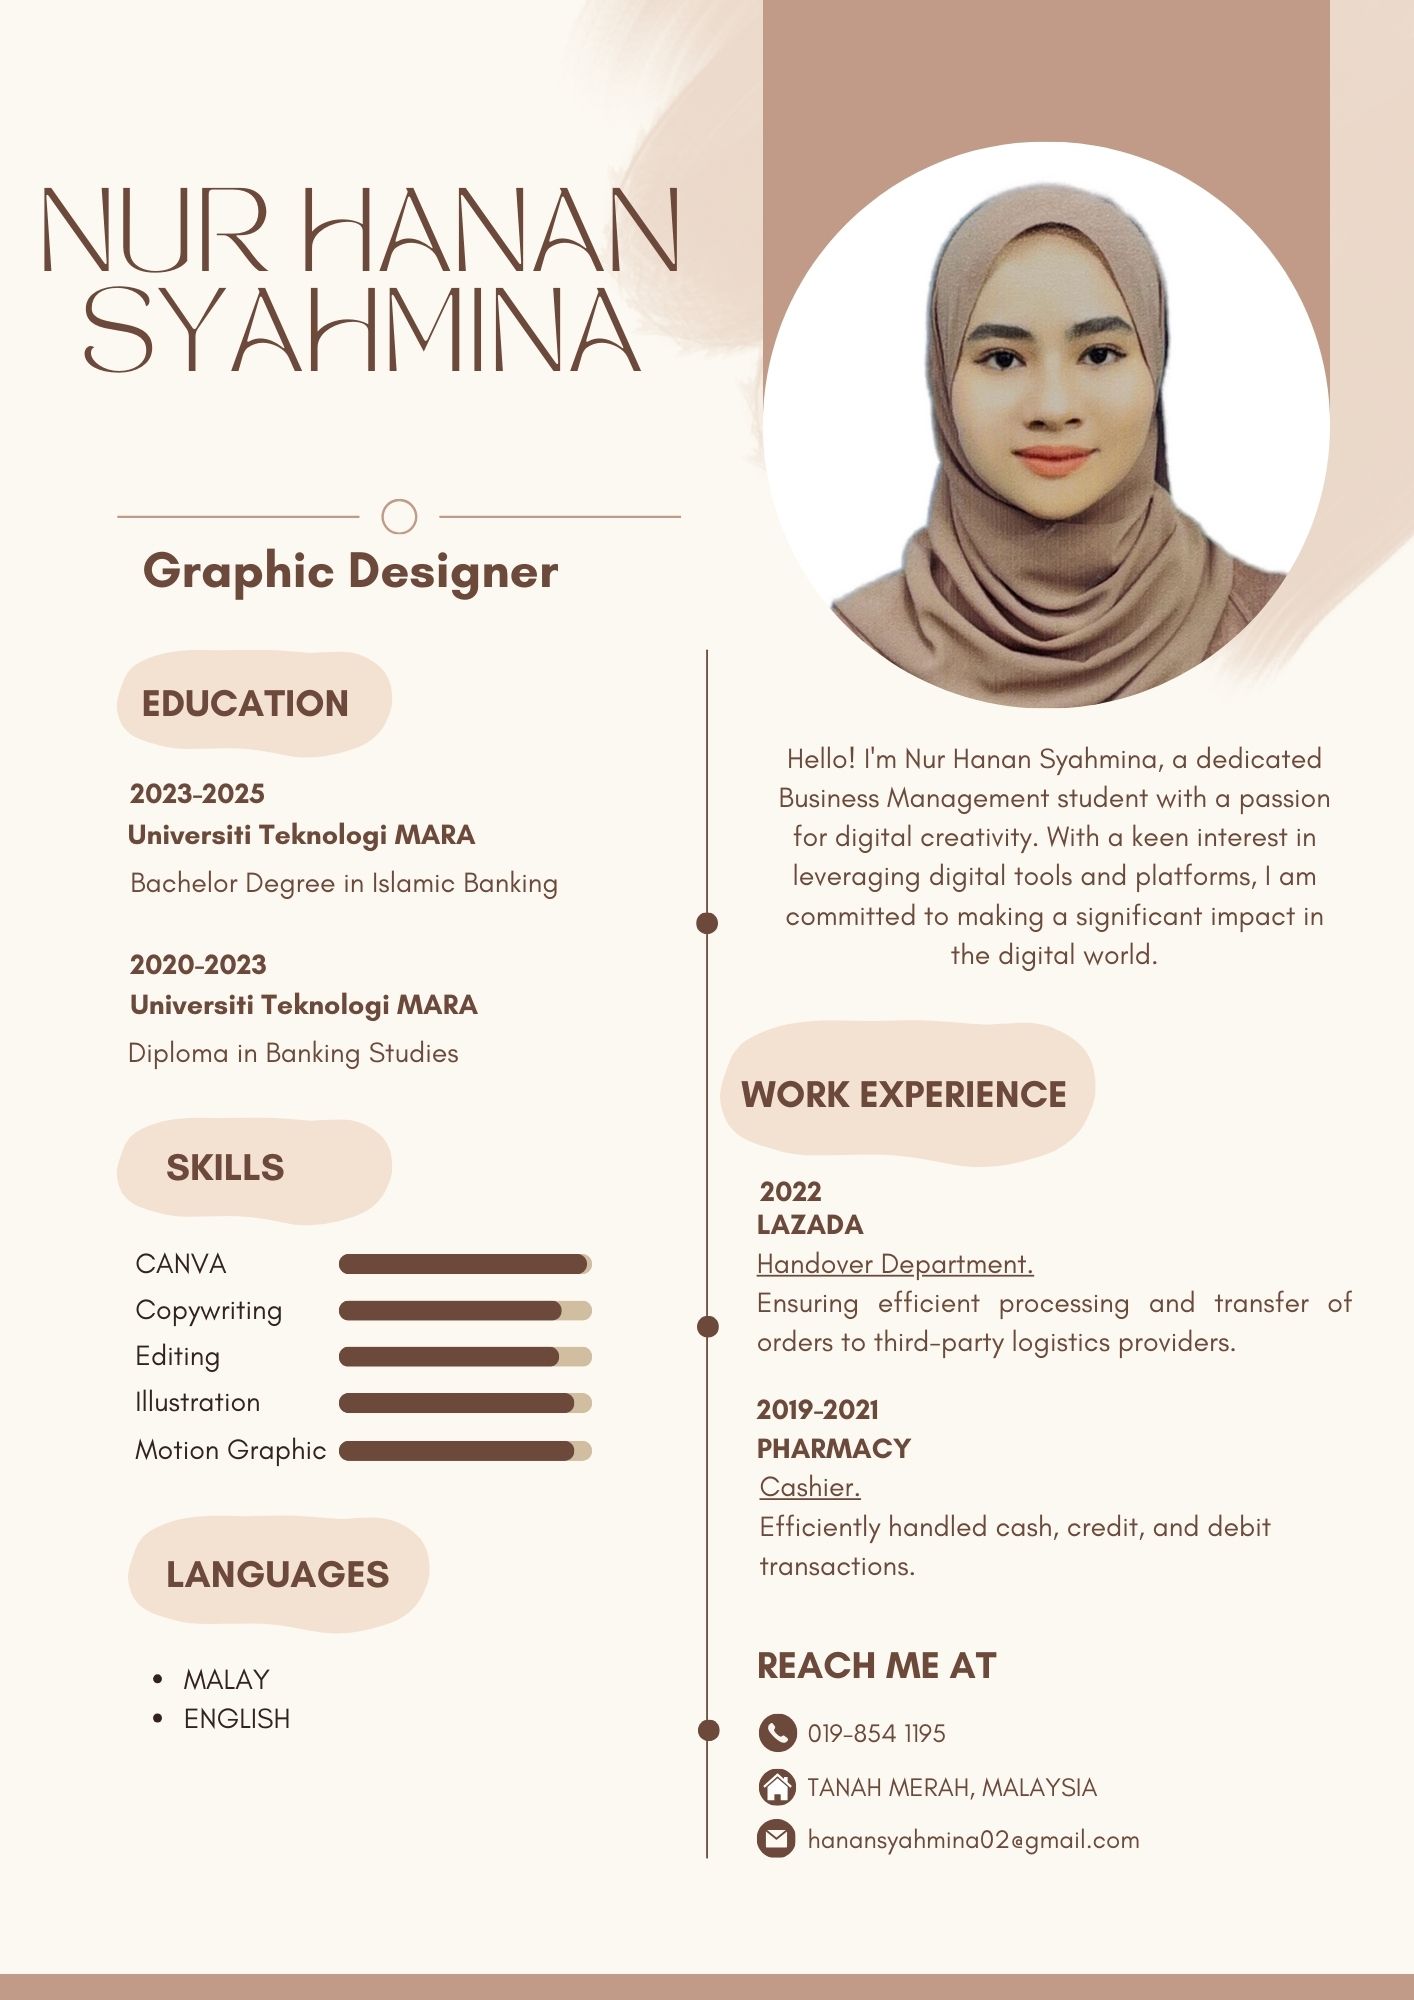 NUR HANAN
SYAHMINA
Graphic Designer
EDUCATION
2023-2025
Universiti Teknologi MARA
Bachelor Degree in Islamic Banking
2020-2023
Universiti Teknologi MARA
Diploma in Banking Studies
SKILLS
CANVA
Copywriting
Editing
Illustration
Motion Graphic
LANGUAGES
• MALAY
• ENGLISH
Hello! I'm Nur Hanan Syahmina, a dedicated
Business Management student with a passion
for digital creativity. With a keen interest in
leveraging digital tools and platforms, I am
committed to making a significant impact in
the digital world.
WORK EXPERIENCE
2022
LAZADA
Handover Department.
Ensuring efficient processing and transfer of
orders to third-party logistics providers.
2019-2021
PHARMACY
Cashier.
Efficiently handled cash, credit, and debit
transactions.
REACH ME AT
019-854 1195
TANAH MERAH, MALAYSIA
hanansyahmina02@gmail.com